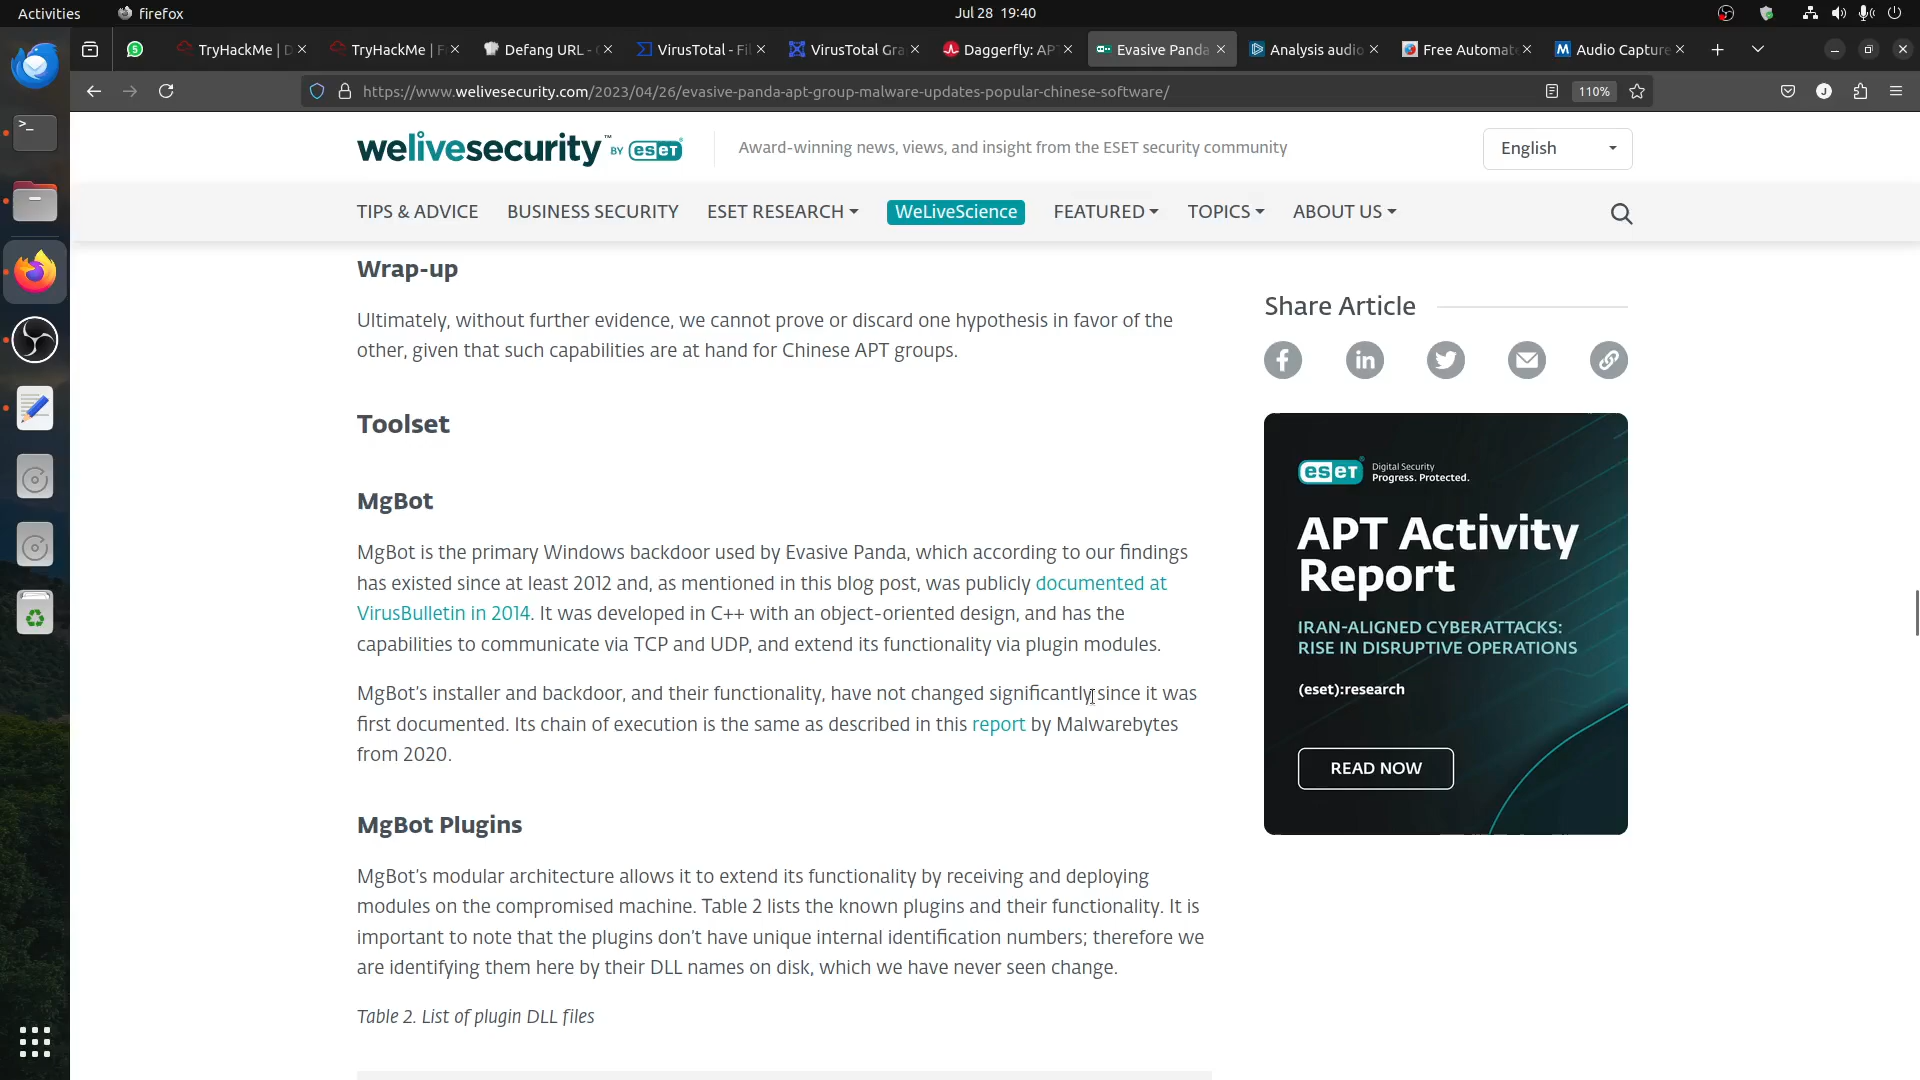 Activities
firefox
Jul 28 19:40
TryHackMe | D
TryHackMe | F
Defang URL - 
VirusTotal - Fil
VirusTotal Gra
Daggerfly: AP
Evasive Panda
Analysis audio
Free Automat
Audio Capture
https://www.welivesecurity.com/2023/04/26/evasive-panda-apt-group-malware-updates-popular-chinese-software/
110%
J
welivesecurity™ BY eset®
Award-winning news, views, and insight from the ESET security community
English
TIPS & ADVICE
BUSINESS SECURITY
ESET RESEARCH
WeLiveScience
FEATURED
TOPICS
ABOUT US
Wrap-up
Ultimately, without further evidence, we cannot prove or discard one hypothesis in favor of the
other, given that such capabilities are at hand for Chinese APT groups.
Toolset
MgBot
MgBot is the primary Windows backdoor used by Evasive Panda, which according to our findings
has existed since at least 2012 and, as mentioned in this blog post, was publicly documented at
VirusBulletin in 2014. It was developed in C++ with an object-oriented design, and has the
capabilities to communicate via TCP and UDP, and extend its functionality via plugin modules.
MgBot's installer and backdoor, and their functionality, have not changed significantly since it was
first documented. Its chain of execution is the same as described in this report by Malwarebytes
from 2020.
MgBot Plugins
MgBot's modular architecture allows it to extend its functionality by receiving and deploying
modules on the compromised machine. Table 2 lists the known plugins and their functionality. It is
important to note that the plugins don't have unique internal identification numbers; therefore we
are identifying them here by their DLL names on disk, which we have never seen change.
Table 2. List of plugin DLL files
Share Article
eset® Digital Security
Progress. Protected.
APT Activity
Report
IRAN-ALIGNED CYBERATTACKS:
RISE IN DISRUPTIVE OPERATIONS
(eset):research
READ NOW